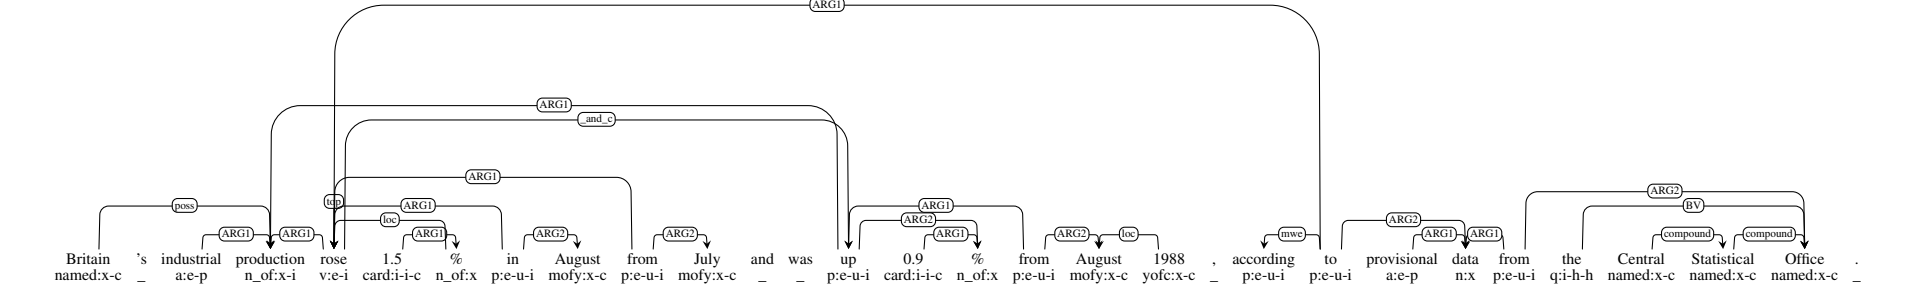 ARG1
ARG1
_and_c
ARG1
ARG2
top
poss ARG1 ARG1 BV
loc ARG2
ARG1 ARG1 ARG1 ARG2 ARG2 ARG1 ARG2 loc mwe ARG2 ARG1 ARG1 compound compound
Britain 's industrial production rose 1.5 % in August from July and was up 0.9 % from August 1988 , according to provisional data from the Central Statistical Office .
named:x-c _ a:e-p n_of:x-i v:e-i card:i-i-c n_of:x p:e-u-i mofy:x-c p:e-u-i mofy:x-c _ _ p:e-u-i card:i-i-c n_of:x p:e-u-i mofy:x-c yofc:x-c _ p:e-u-i p:e-u-i a:e-p n:x p:e-u-i q:i-h-h named:x-c named:x-c named:x-c _